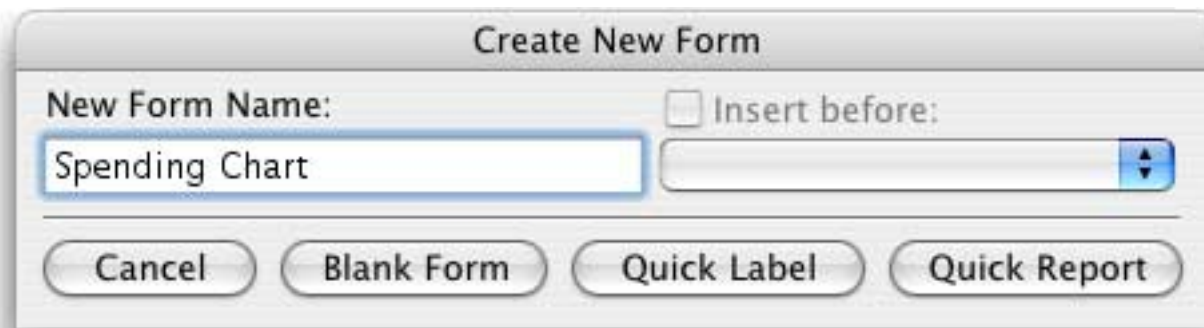 Create New Form
New Form Name:
Insert before:
Spending Chart
Cancel
Blank Form
Quick Label
Quick Report